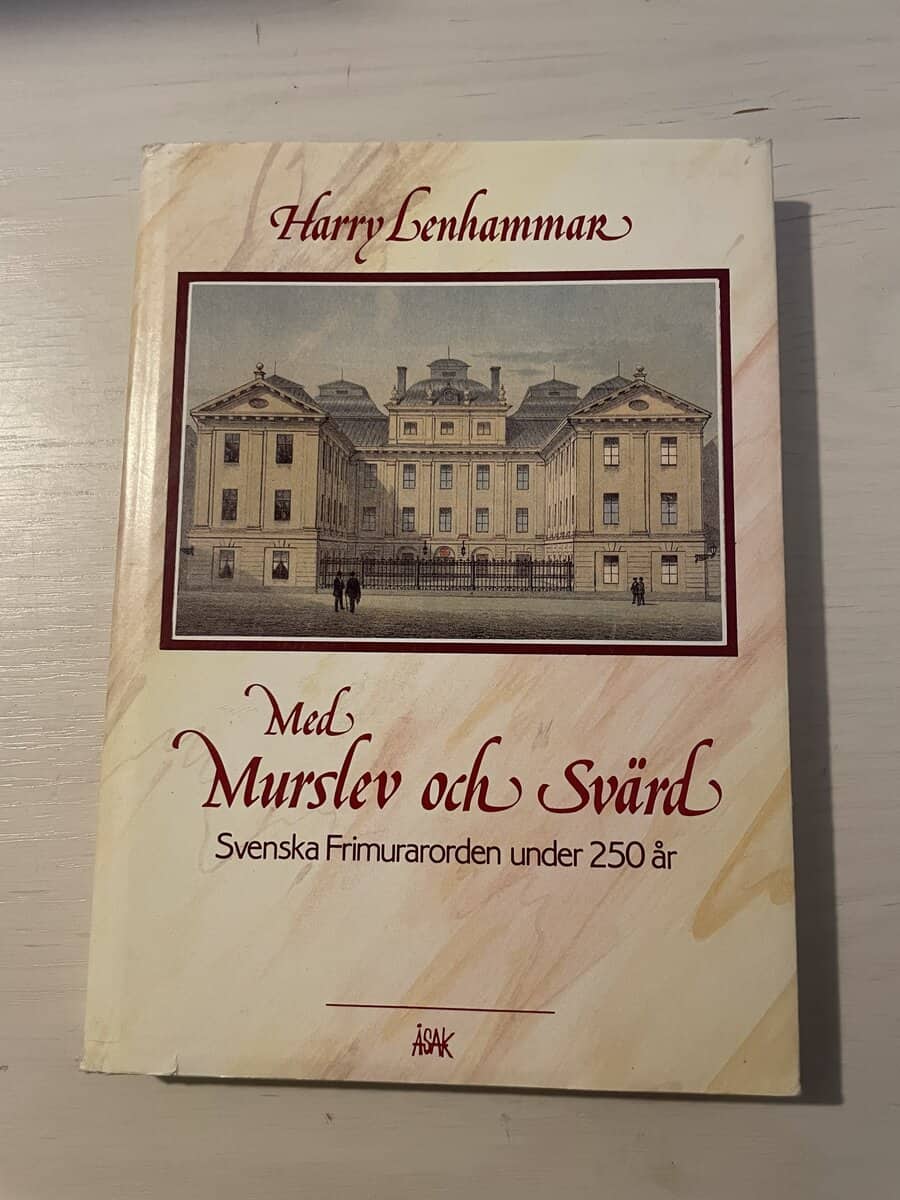 Harry Lenhammar
Med
Murslev och Svärd
Svenska Frimurarorden under 250 år
ÅSAK